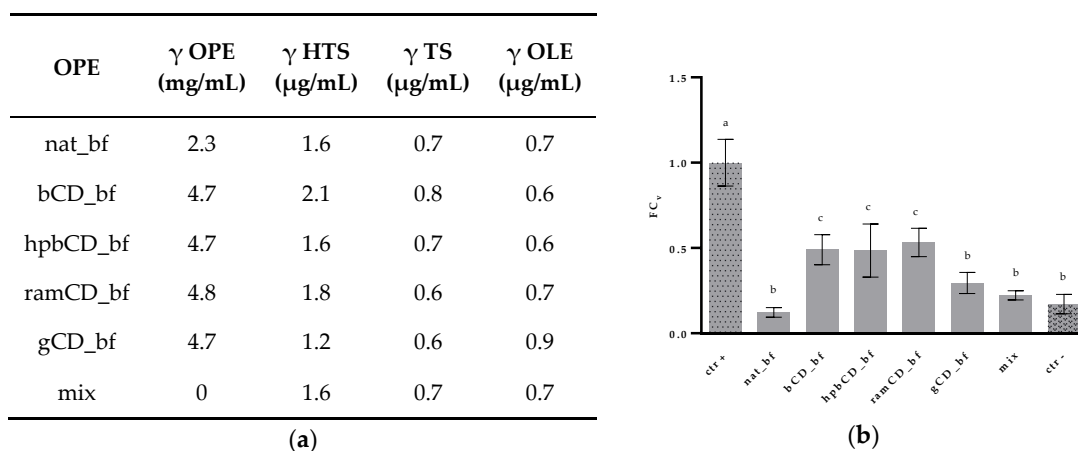 OPE γ OPE (mg/mL) γ HTS (μg/mL) γ TS (μg/mL) γ OLE (μg/mL)
nat_bf 2.3 1.6 0.7 0.7
bCD_bf 4.7 2.1 0.8 0.6
hpbCD_bf 4.7 1.6 0.7 0.6
ramCD_bf 4.8 1.8 0.6 0.7
gCD_bf 4.7 1.2 0.6 0.9
mix 0 1.6 0.7 0.7
(a)
1.5
1.0
0.5
0.0
FCv
a
b
c
c
c
b
b
b
ctr+
nat_bf
bCD_bf
hpbCD_bf
ramCD_bf
gCD_bf
mix
ctr-
(b)